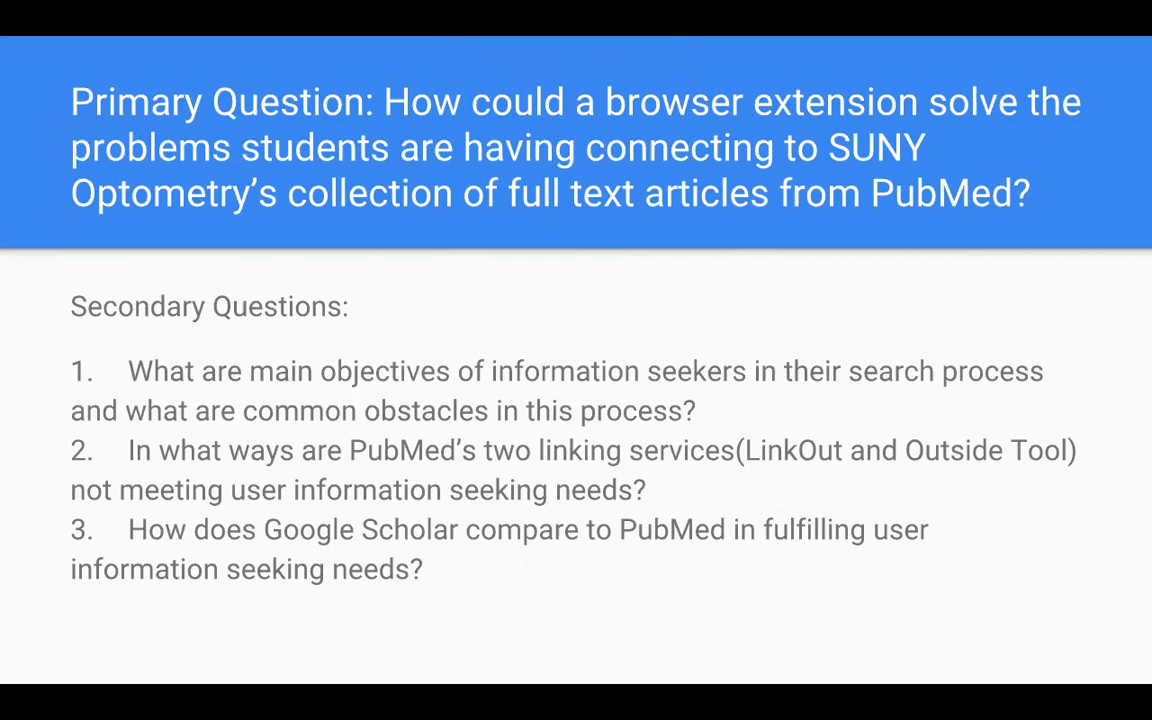 Primary Question: How could a browser extension solve the
problems students are having connecting to SUNY
Optometry's collection of full text articles from PubMed?
Secondary Questions:
1. What are main objectives of information seekers in their search process
and what are common obstacles in this process?
2. In what ways are PubMed's two linking services(LinkOut and Outside Tool)
not meeting user information seeking needs?
3. How does Google Scholar compare to PubMed in fulfilling user
information seeking needs?